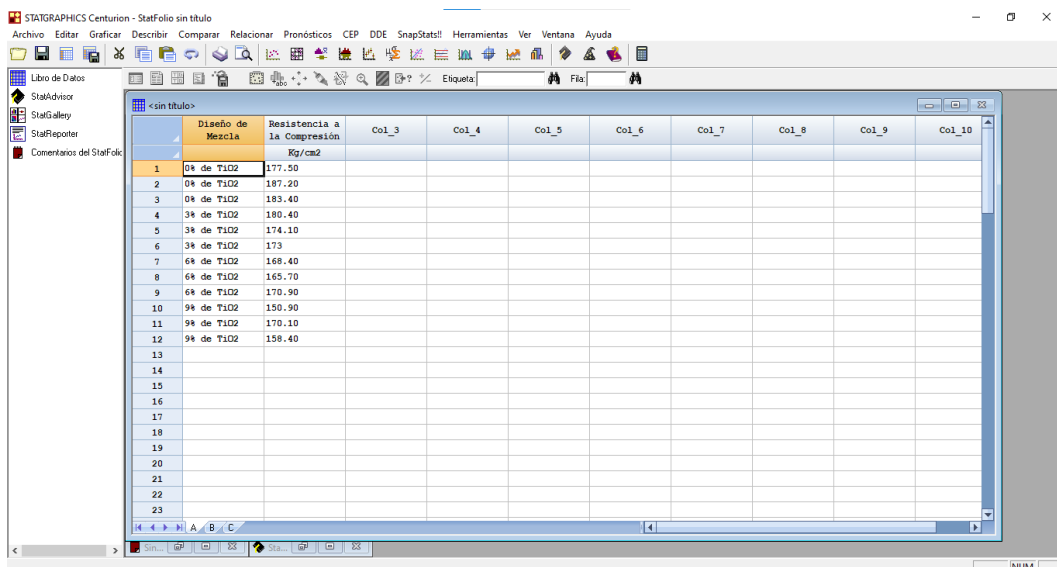 STATGRAPHICS Centurion - StatFolio sin título
Archivo Editar Graficar Describir Comparar Relacionar Pronósticos CEP DDE SnapStats!! Herramientas Ver Ventana Ayuda
Libro de Datos
StatAdvisor
StatGallery
StatReporter
Comentarios del StatFolio
Etiqueta:
Fila:
<sin título>
Diseño de Mezcla Resistencia a la Compresión Col_3 Col_4 Col_5 Col_6 Col_7 Col_8 Col_9 Col_10
Kg/cm2
1 0% de TiO2 177.50
2 0% de TiO2 187.20
3 0% de TiO2 183.40
4 3% de TiO2 180.40
5 3% de TiO2 174.10
6 3% de TiO2 173
7 6% de TiO2 168.40
8 6% de TiO2 165.70
9 6% de TiO2 170.90
10 9% de TiO2 150.90
11 9% de TiO2 170.10
12 9% de TiO2 158.40
13
14
15
16
17
18
19
20
21
22
23
A B C
Sin... Sta...
NUM